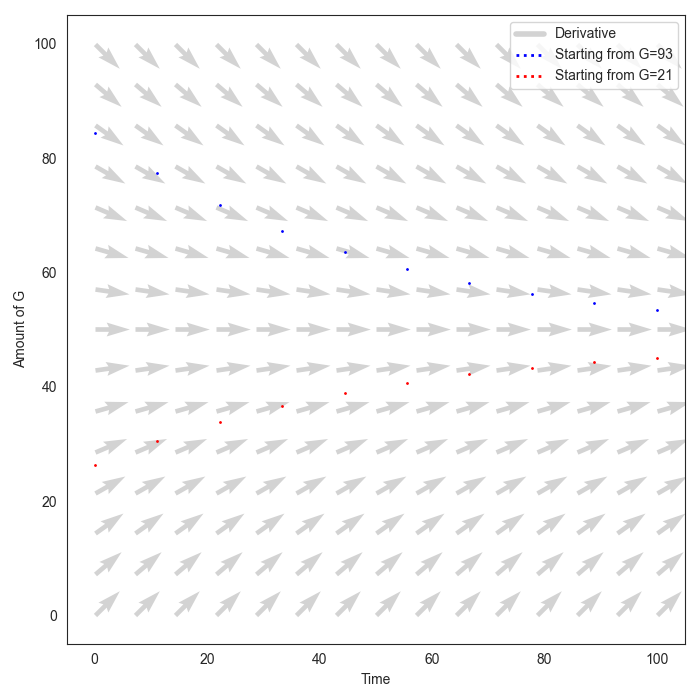 100
80
60
40
20
0
Amount of G
Derivative
Starting from G=93
Starting from G=21
0 20 40 60 80 100
Time